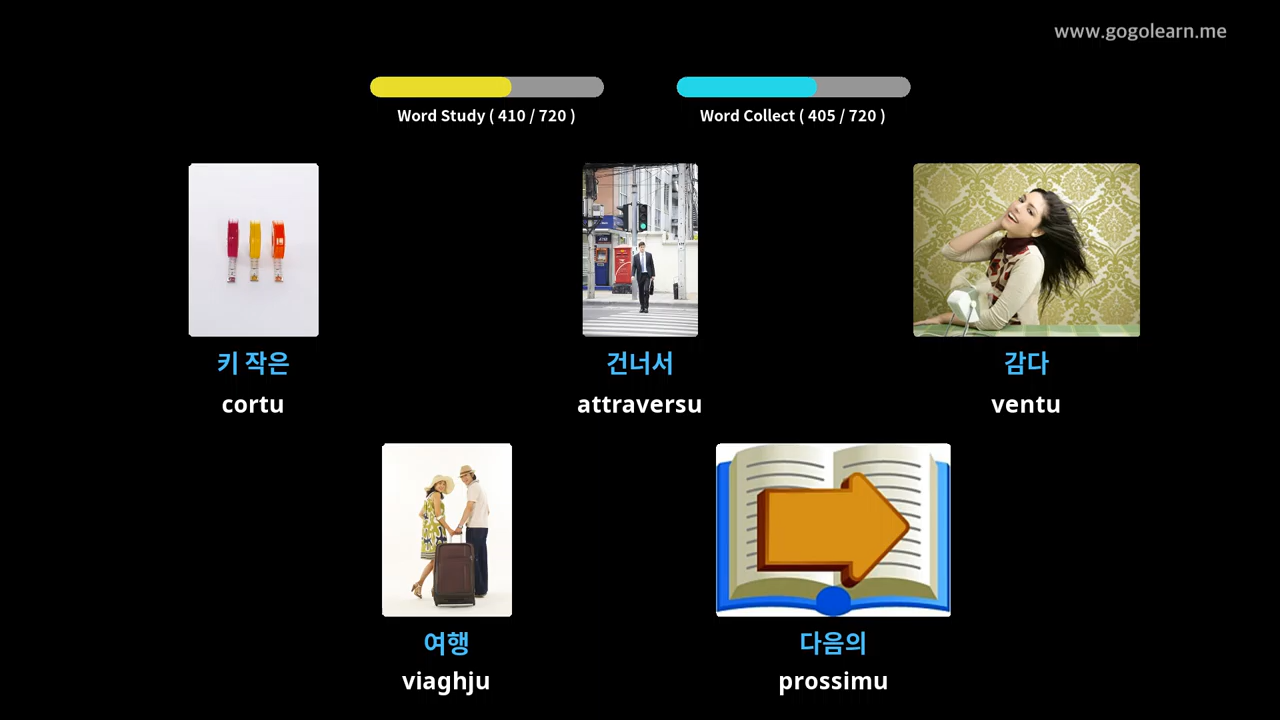 www.gogolearn.me
Word Study ( 410 / 720 )
Word Collect ( 405 / 720 )
키 작은
cortu
건너서
attraversu
감다
ventu
여행
viaghju
다음의
prossimu